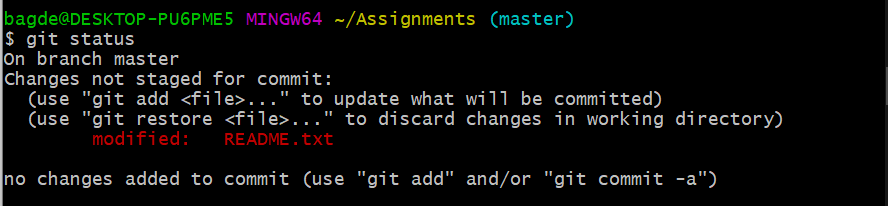 bagde@DESKTOP-PU6PME5 MINGW64 ~/Assignments (master)
$ git status
On branch master
Changes not staged for commit:
  (use "git add <file>..." to update what will be committed)
  (use "git restore <file>..." to discard changes in working directory)
        modified:   README.txt

no changes added to commit (use "git add" and/or "git commit -a")